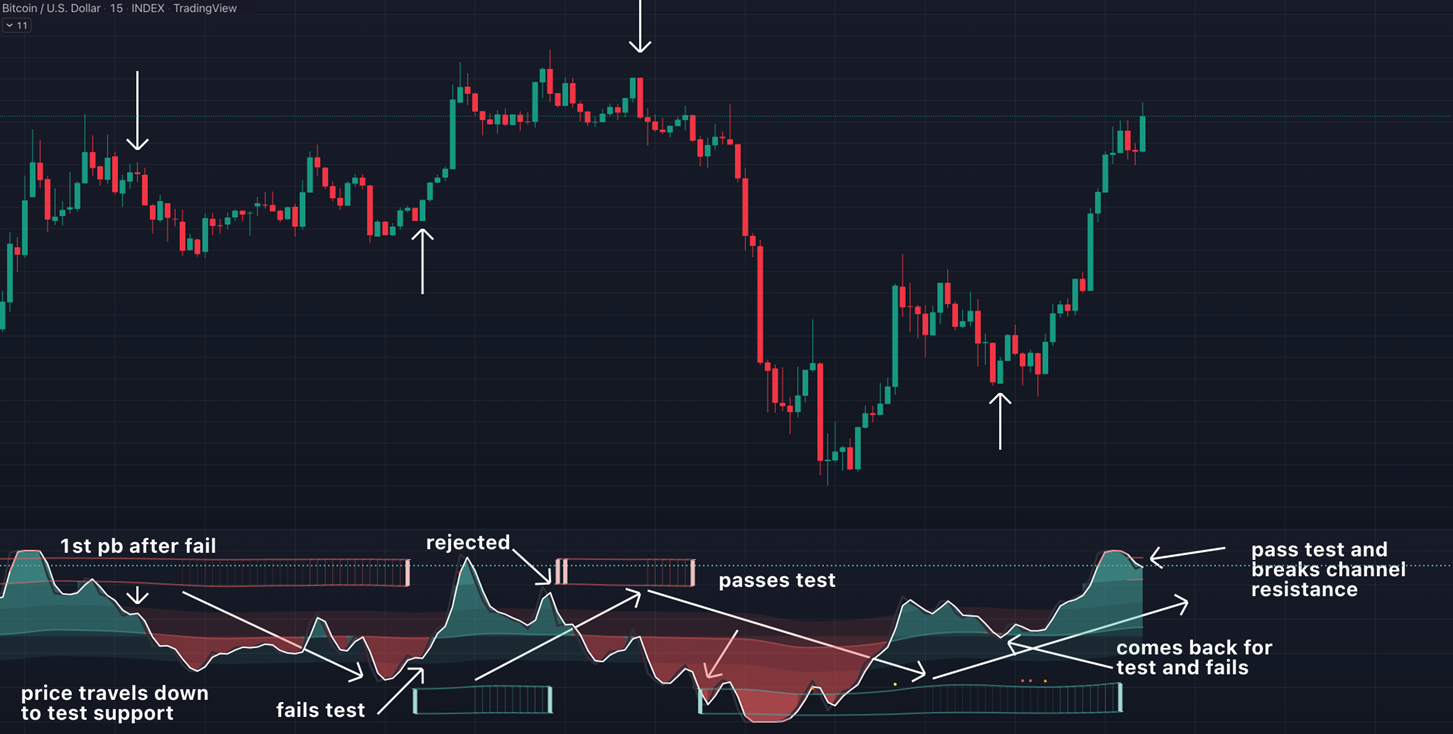 Bitcoin / U.S. Dollar · 15 · INDEX · TradingView
11
1st pb after fail
rejected
passes test
pass test and
breaks channel
resistance
comes back for
test and fails
price travels down
to test support
fails test